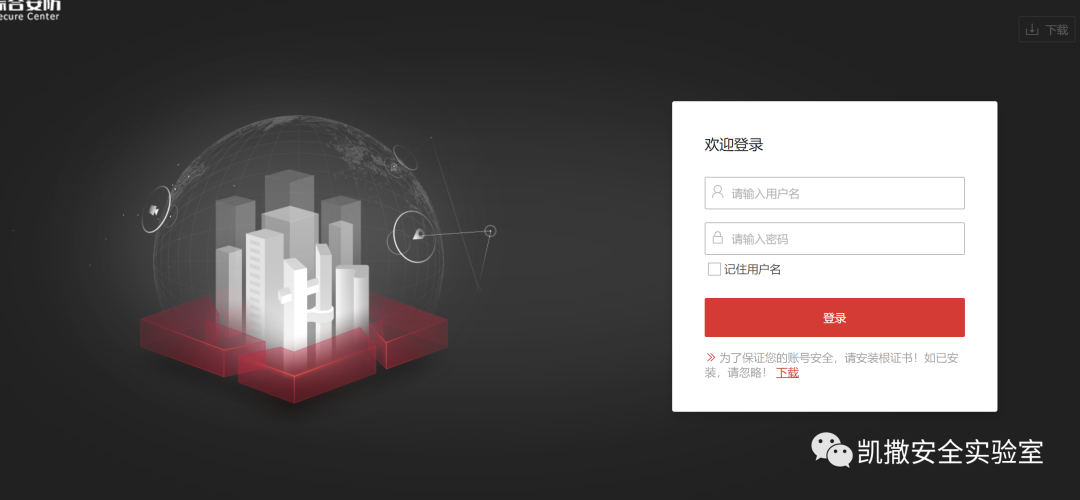 综合安防
ecure Center
下载
欢迎登录
请输入用户名
请输入密码
记住用户名
登录
为了保证您的账号安全，请安装根证书！如已安
装，请忽略！ 下载
凯撒安全实验室